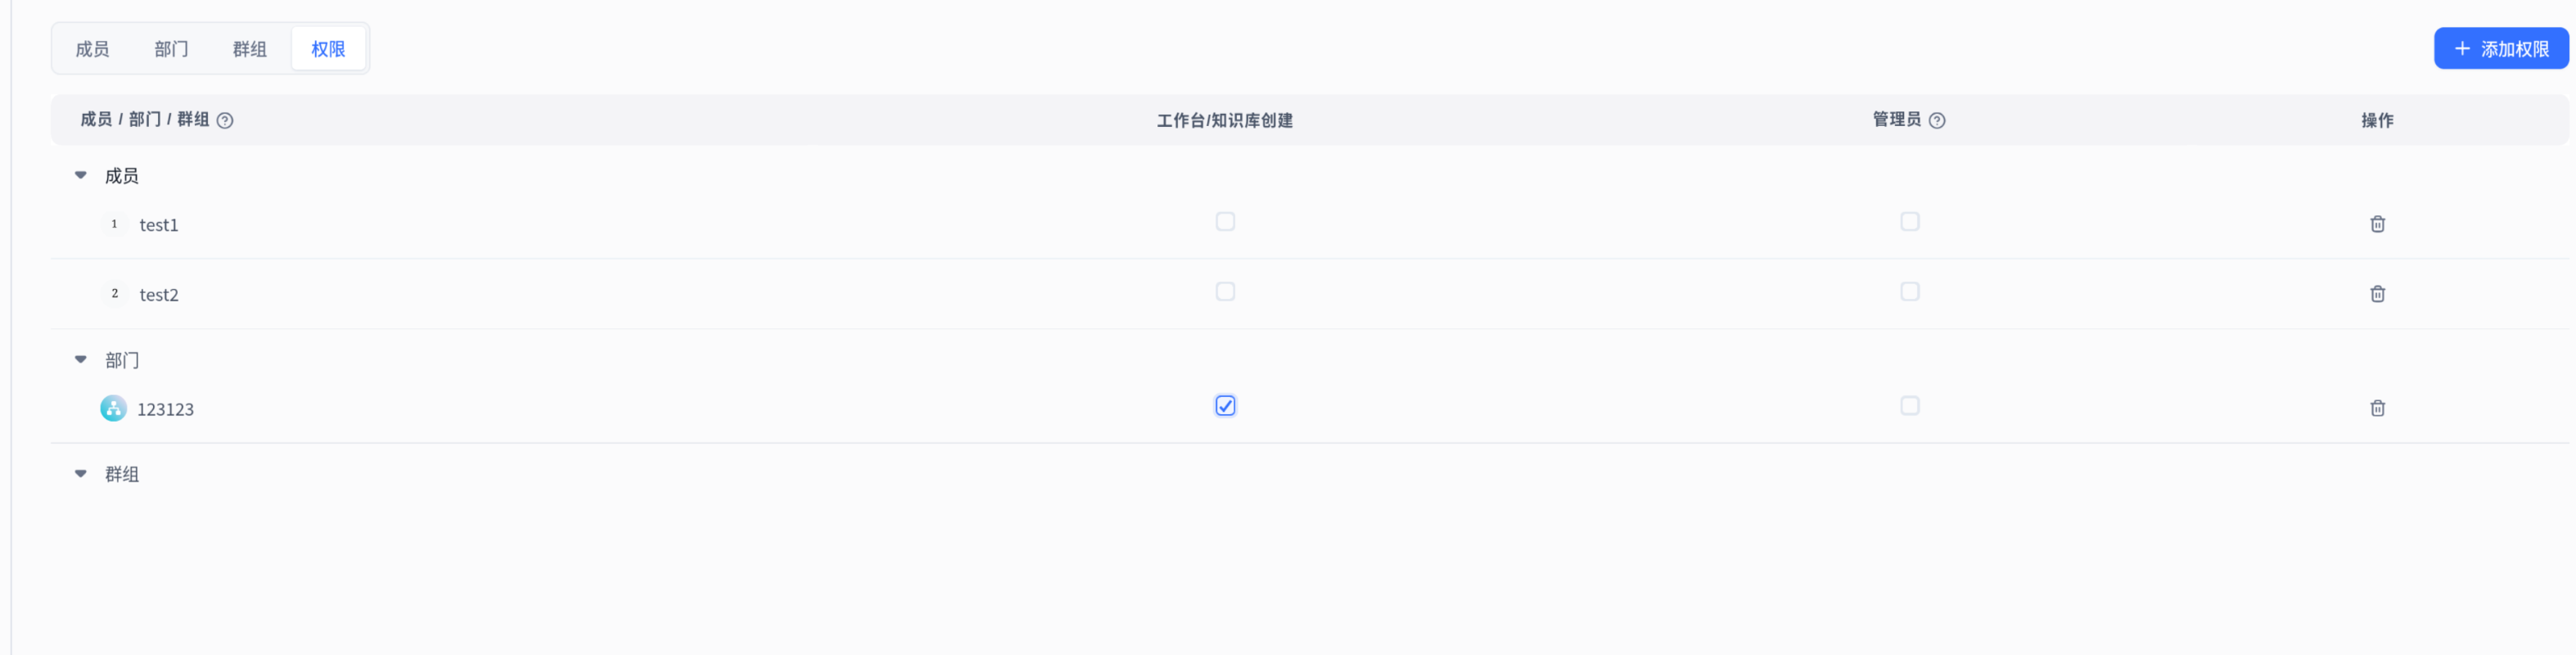 成员 部门 群组 权限 + 添加权限
成员 / 部门 / 群组 ? 工作台/知识库创建 管理员 ? 操作
成员
1 test1
2 test2
部门
123123
群组